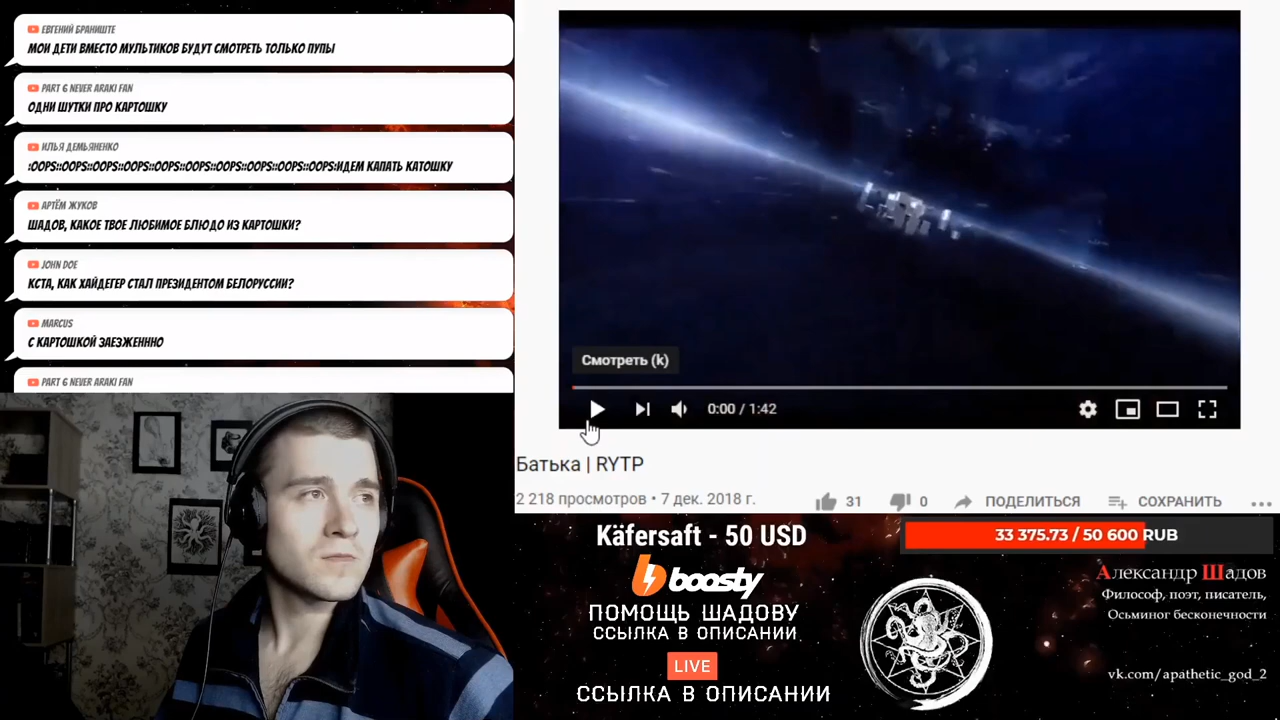 ЕВГЕНИЙ БРАНИШТЕ
МОИ ДЕТИ ВМЕСТО МУЛЬТИКОВ БУДУТ СМОТРЕТЬ ТОЛЬКО ПУПЫ
PART 6 NEVER ARAKI FAN
ОДНИ ШУТКИ ПРО КАРТОШКУ
ИЛЬЯ ДЕМЬЯНЕНКО
:OOPS::OOPS::OOPS::OOPS::OOPS::OOPS::OOPS::OOPS::OOPS::OOPS:ИДЕМ КАПАТЬ КАТОШКУ
АРТЁМ ЖУКОВ
ШАДОВ, КАКОЕ ТВОЕ ЛЮБИМОЕ БЛЮДО ИЗ КАРТОШКИ?
JOHN DOE
КСТА, КАК ХАЙДЕГЕР СТАЛ ПРЕЗИДЕНТОМ БЕЛОРУССИИ?
MARCUS
С КАРТОШКОЙ ЗАЕЗЖЕНННО
PART 6 NEVER ARAKI FAN
Смотреть (k)
0:00 / 1:42
Батька | RYTP
2 218 просмотров • 7 дек. 2018 г.
31
0
ПОДЕЛИТЬСЯ
СОХРАНИТЬ
Käfersaft - 50 USD
boosty
ПОМОЩЬ ШАДОВУ
ССЫЛКА В ОПИСАНИИ
LIVE
ССЫЛКА В ОПИСАНИИ
33 375.73 / 50 600 RUB
Александр Шадов
Философ, поэт, писатель,
Осьминог бесконечности
vk.com/apathetic_god_2